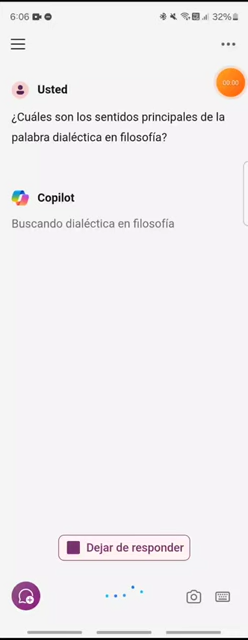 6:06 32%
00:00
Usted
¿Cuáles son los sentidos principales de la
palabra dialéctica en filosofía?
Copilot
Buscando dialéctica en filosofía
Dejar de responder